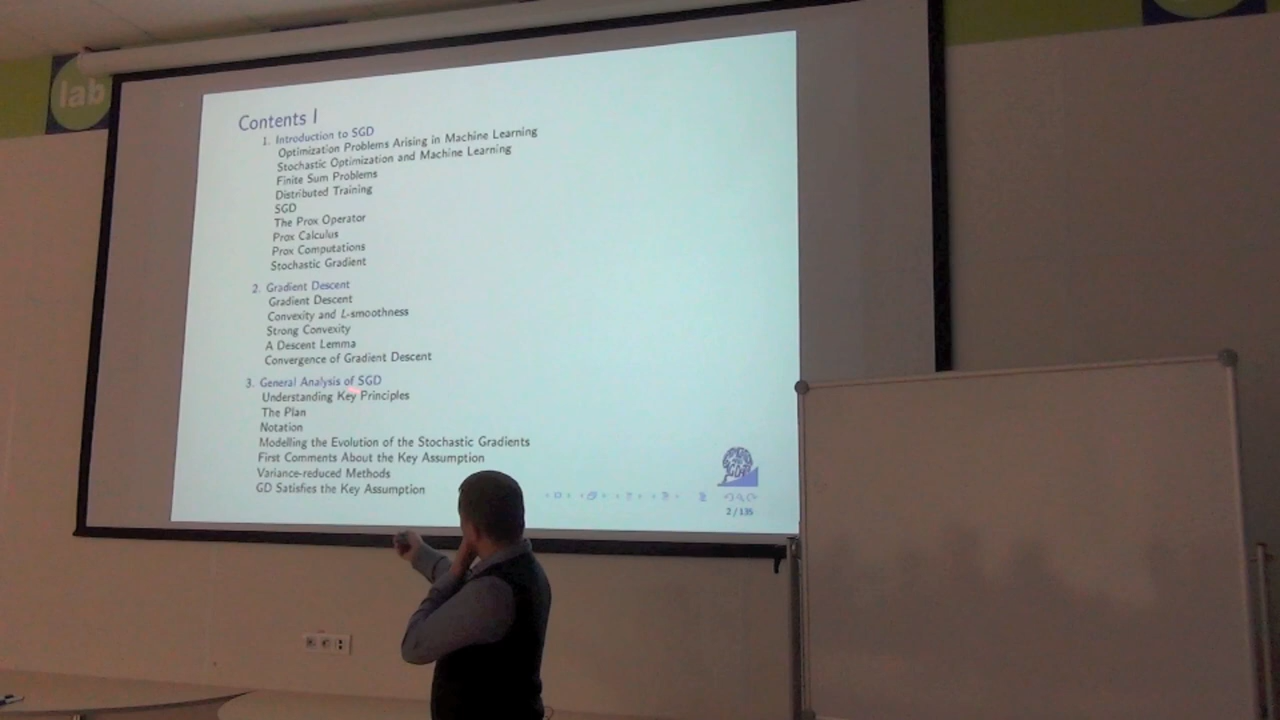 lab
Contents I
1. Introduction to SGD
Optimization Problems Arising in Machine Learning
Stochastic Optimization and Machine Learning
Finite Sum Problems
Distributed Training
SGD
The Prox Operator
Prox Calculus
Prox Computations
Stochastic Gradient
2. Gradient Descent
Gradient Descent
Convexity and L-smoothness
Strong Convexity
A Descent Lemma
Convergence of Gradient Descent
3. General Analysis of SGD
Understanding Key Principles
The Plan
Notation
Modelling the Evolution of the Stochastic Gradients
First Comments About the Key Assumption
Variance-reduced Methods
GD Satisfies the Key Assumption
2 / 135